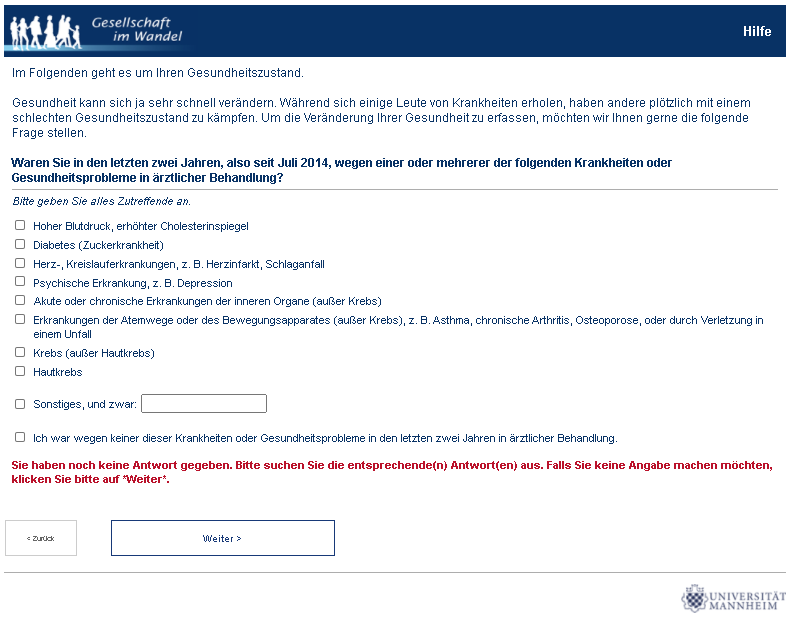 Gesellschaft
im Wandel
Hilfe
Im Folgenden geht es um Ihren Gesundheitszustand.
Gesundheit kann sich ja sehr schnell verändern. Während sich einige Leute von Krankheiten erholen, haben andere plötzlich mit einem
schlechten Gesundheitszustand zu kämpfen. Um die Veränderung Ihrer Gesundheit zu erfassen, möchten wir Ihnen gerne die folgende
Frage stellen.
Waren Sie in den letzten zwei Jahren, also seit Juli 2014, wegen einer oder mehrerer der folgenden Krankheiten oder
Gesundheitsprobleme in ärztlicher Behandlung?
Bitte geben Sie alles Zutreffende an.
Hoher Blutdruck, erhöhter Cholesterinspiegel
Diabetes (Zuckerkrankheit)
Herz-, Kreislauferkrankungen, z. B. Herzinfarkt, Schlaganfall
Psychische Erkrankung, z. B. Depression
Akute oder chronische Erkrankungen der inneren Organe (außer Krebs)
Erkrankungen der Atemwege oder des Bewegungsapparates (außer Krebs), z. B. Asthma, chronische Arthritis, Osteoporose, oder durch Verletzung in
einem Unfall
Krebs (außer Hautkrebs)
Hautkrebs
Sonstiges, und zwar:
Ich war wegen keiner dieser Krankheiten oder Gesundheitsprobleme in den letzten zwei Jahren in ärztlicher Behandlung.
Sie haben noch keine Antwort gegeben. Bitte suchen Sie die entsprechende(n) Antwort(en) aus. Falls Sie keine Angabe machen möchten,
klicken Sie bitte auf "Weiter".
< Zurück
Weiter >
UNIVERSITÄT
MANNHEIM